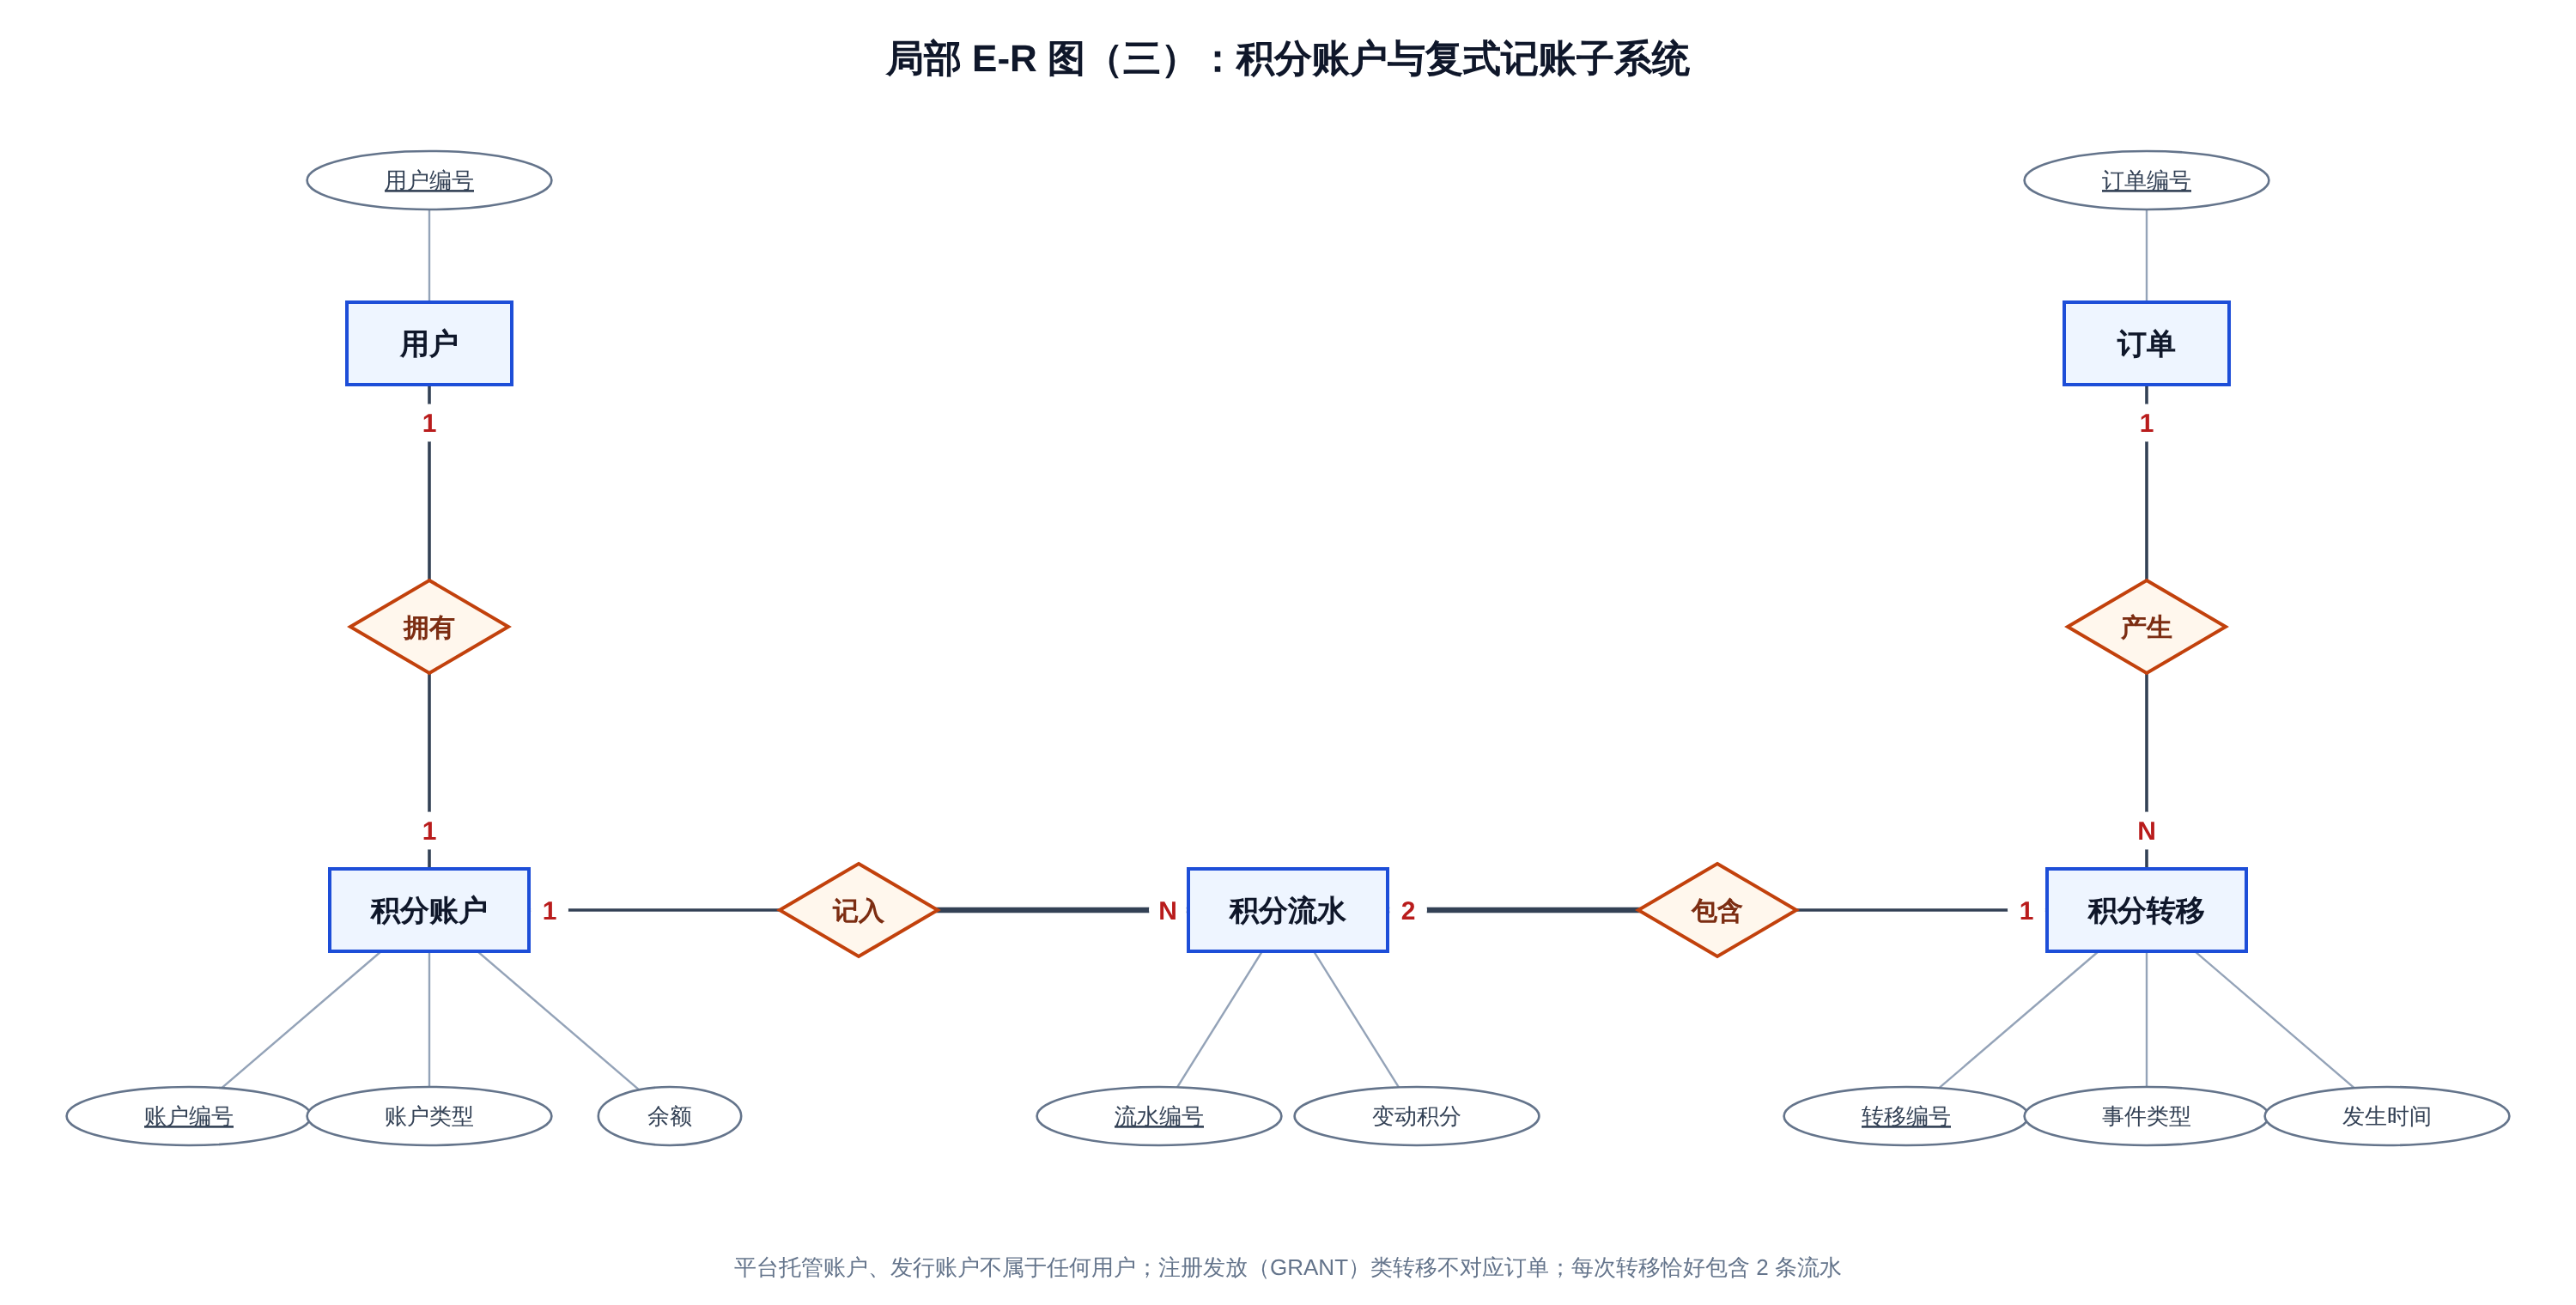 局部 E-R 图（三）：积分账户与复式记账子系统
用户编号
订单编号
用户
订单
1
1
拥有
产生
1
N
积分账户
1
记入
N
积分流水
2
包含
1
积分转移
账户编号
账户类型
余额
流水编号
变动积分
转移编号
事件类型
发生时间
平台托管账户、发行账户不属于任何用户；注册发放（GRANT）类转移不对应订单；每次转移恰好包含 2 条流水